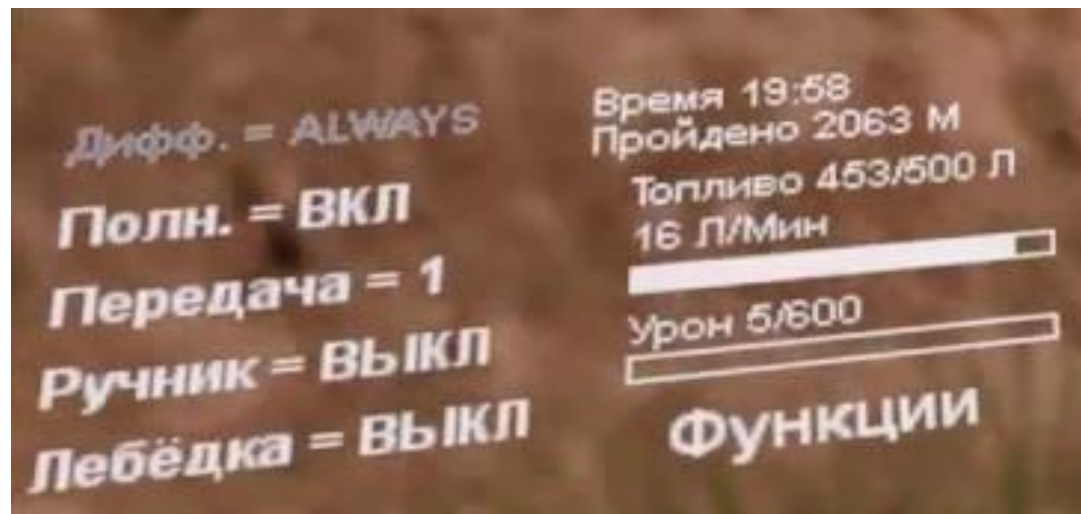 Дифф. = ALWAYS
Полн. = ВКЛ
Передача = 1
Ручник = ВЫКЛ
Лебёдка = ВЫКЛ
Время 19:58
Пройдено 2063 М
Топливо 453/500 Л
16 Л/Мин
Урон 5/600
Функции